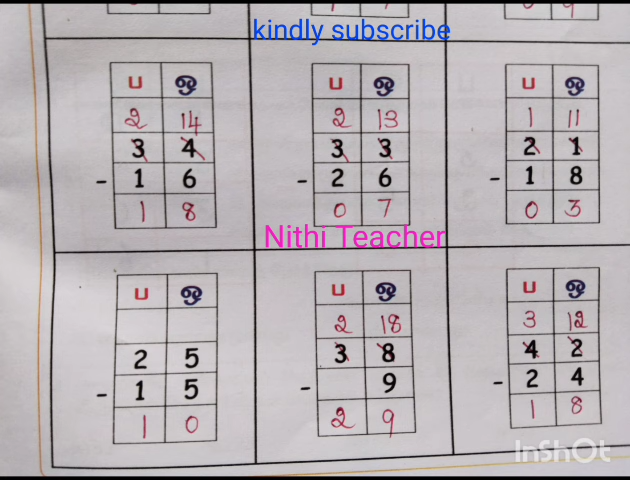 kindly subscribe
ப ஒ
2 14
3 4
- 1 6
1 8
ப ஒ
2 13
3 3
- 2 6
0 7
ப ஒ
1 11
2 1
- 1 8
0 3
Nithi Teacher
ப ஒ
2 5
- 1 5
1 0
ப ஒ
2 18
3 8
- 9
2 9
ப ஒ
3 12
4 2
- 2 4
1 8
InShOt